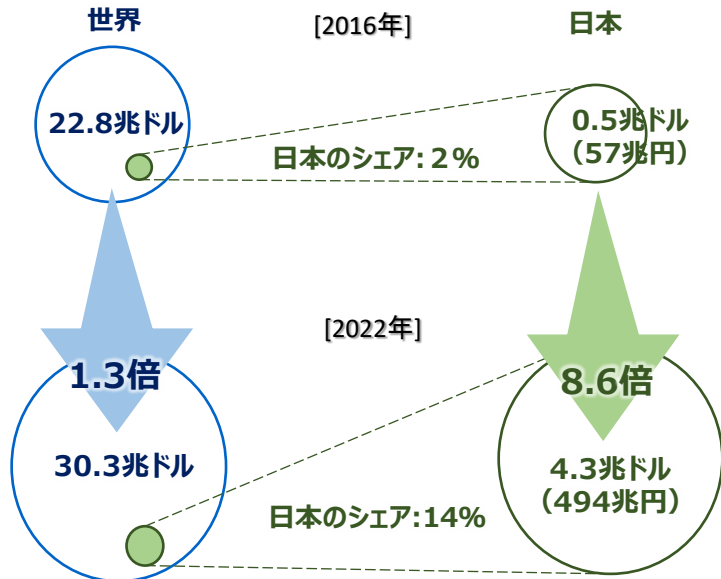 世界
[2016年]
日本
22.8兆ドル
0.5兆ドル
（57兆円）
日本のシェア：２％
[2022年]
1.3倍
8.6倍
30.3兆ドル
4.3兆ドル
（494兆円）
日本のシェア:14%